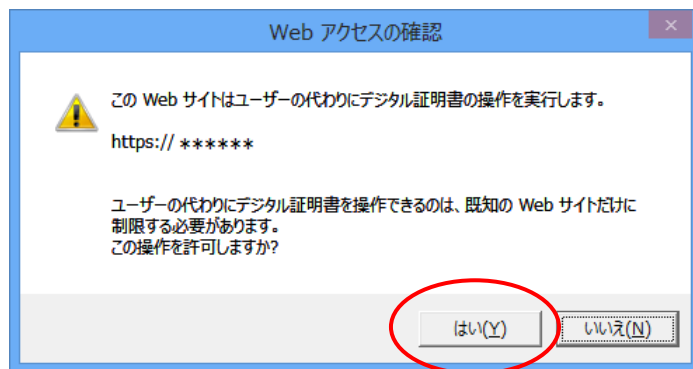 Web アクセスの確認
この Web サイトはユーザーの代わりにデジタル証明書の操作を実行します。
https:// ******
ユーザーの代わりにデジタル証明書を操作できるのは、既知の Web サイトだけに
制限する必要があります。
この操作を許可しますか?
はい(Y) いいえ(N)